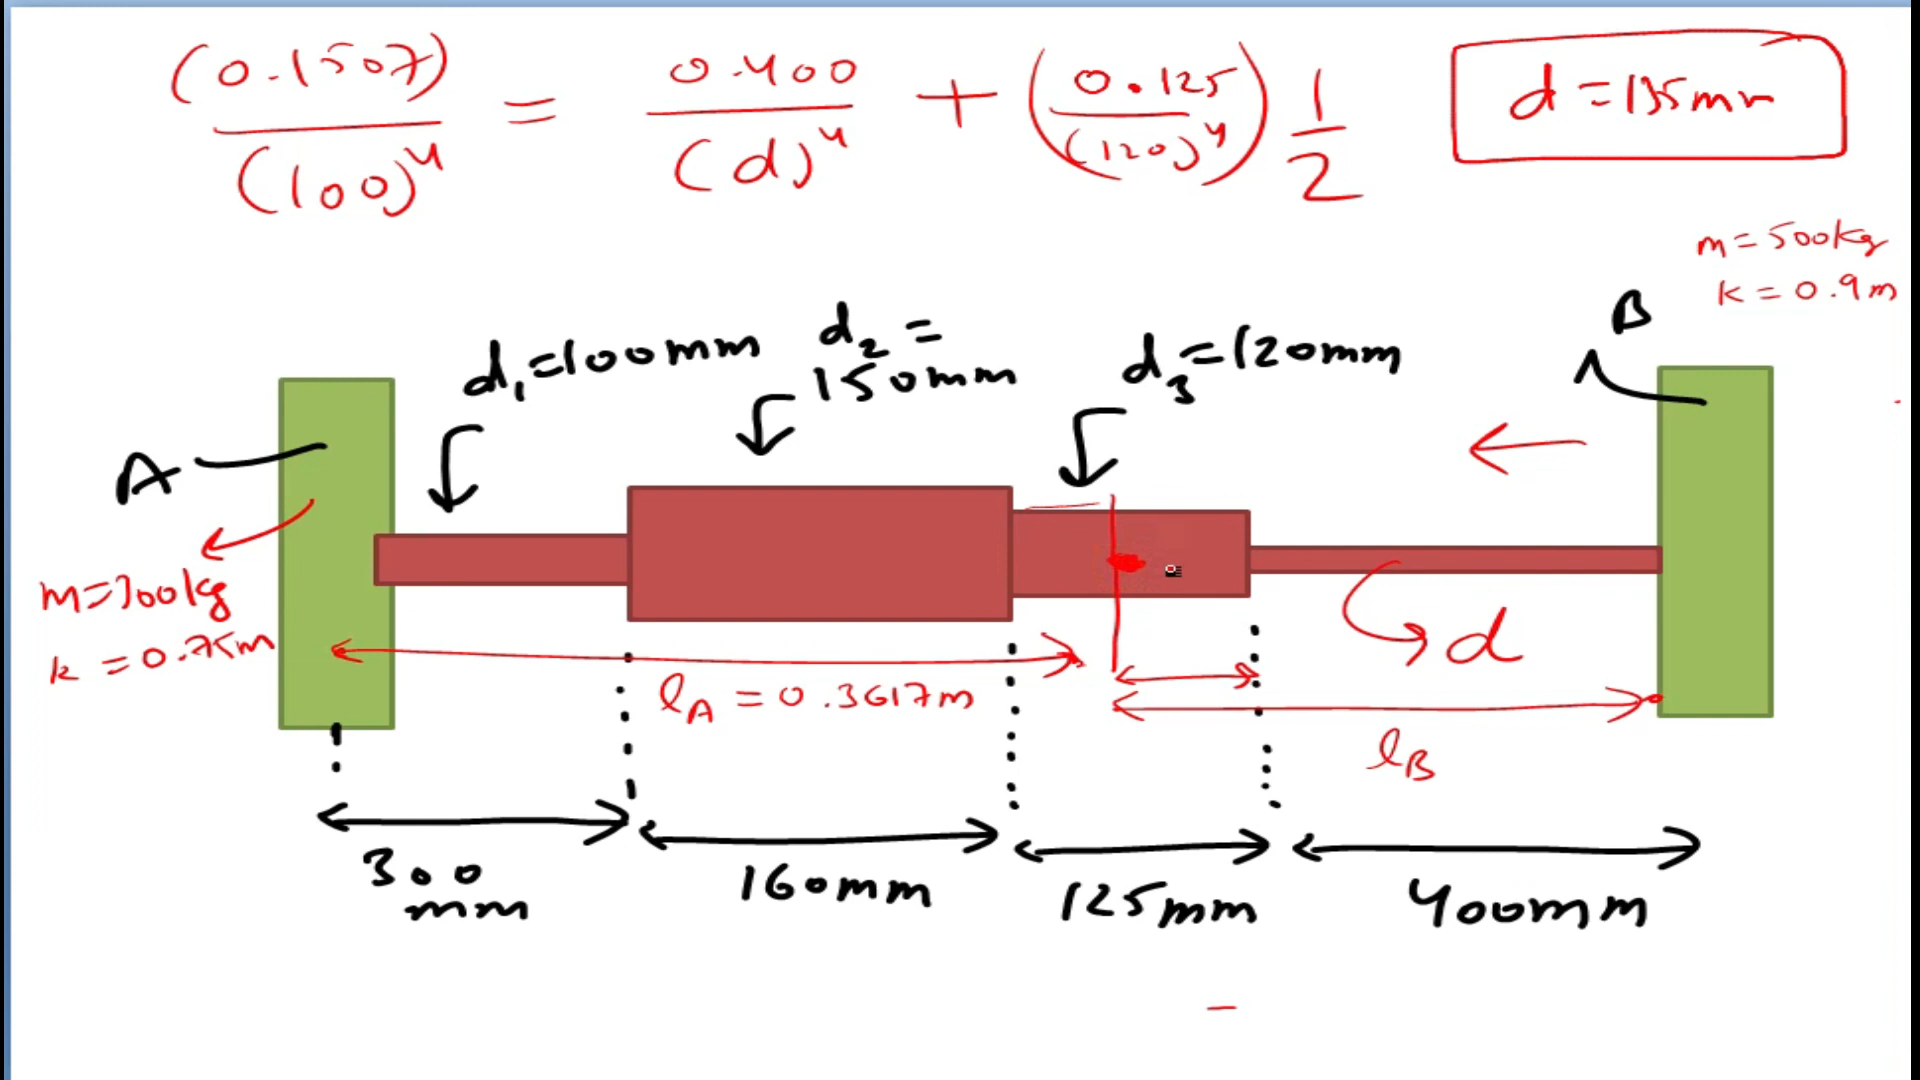 (0.1507) / (100)^4 = 0.400 / (d)^4 + (0.125 / (120)^4) 1/2
d = 135mm
m = 500kg
k = 0.9m
B
d1 = 100mm
d2 = 150mm
d3 = 120mm
A
m = 300kg
k = 0.75m
lA = 0.3617m
d
lB
300 mm
160mm
125mm
400mm